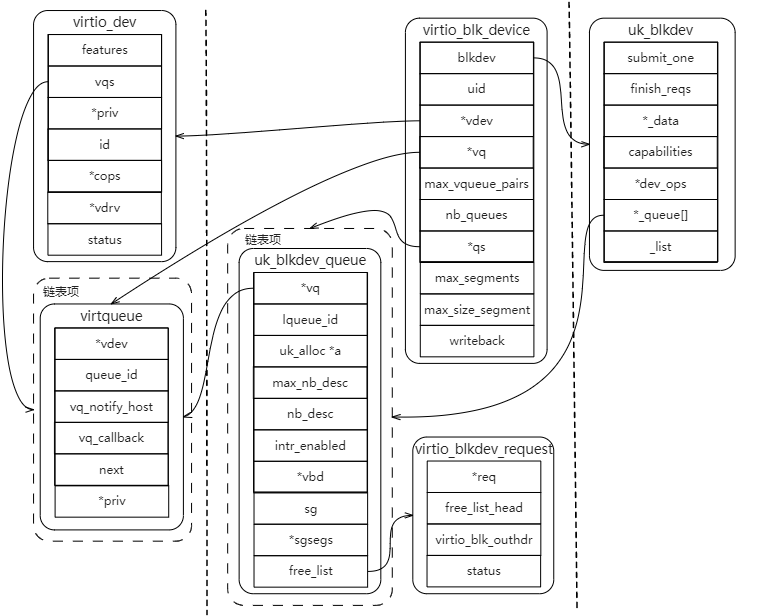 virtio_dev
features
vqs
*priv
id
*cops
*vdrv
status
链表项
virtqueue
*vdev
queue_id
vq_notify_host
vq_callback
next
*priv
链表项
uk_blkdev_queue
*vq
lqueue_id
uk_alloc *a
max_nb_desc
nb_desc
intr_enabled
*vbd
sg
*sgsegs
free_list
virtio_blk_device
blkdev
uid
*vdev
*vq
max_vqueue_pairs
nb_queues
*qs
max_segments
max_size_segment
writeback
virtio_blkdev_request
*req
free_list_head
virtio_blk_outhdr
status
uk_blkdev
submit_one
finish_reqs
*_data
capabilities
*dev_ops
*_queue[]
_list